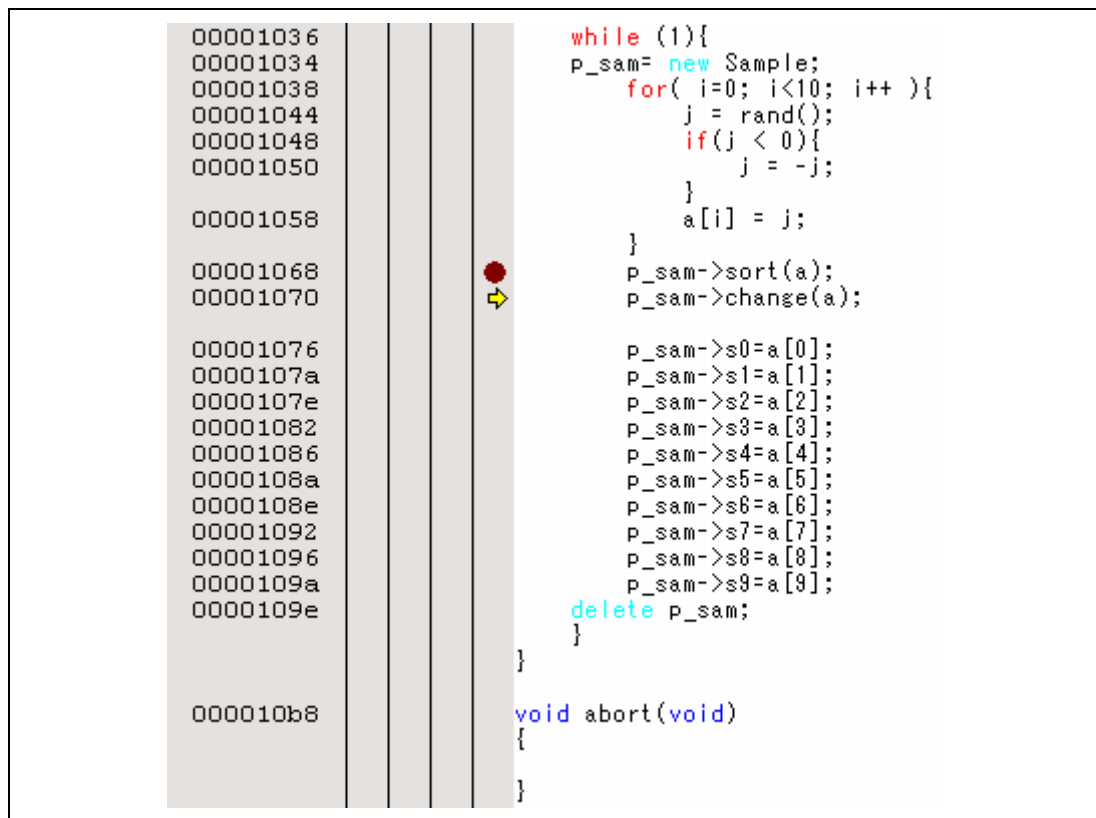 00001036 while (1){
00001034 p_sam= new Sample;
00001038 for( i=0; i<10; i++ ){
00001044 j = rand();
00001048 if(j < 0){
00001050 j = -j;
}
00001058 a[i] = j;
}
00001068 p_sam->sort(a);
00001070 p_sam->change(a);
00001076 p_sam->s0=a[0];
0000107a p_sam->s1=a[1];
0000107e p_sam->s2=a[2];
00001082 p_sam->s3=a[3];
00001086 p_sam->s4=a[4];
0000108a p_sam->s5=a[5];
0000108e p_sam->s6=a[6];
00001092 p_sam->s7=a[7];
00001096 p_sam->s8=a[8];
0000109a p_sam->s9=a[9];
0000109e delete p_sam;
}
}
000010b8 void abort(void)
{
}